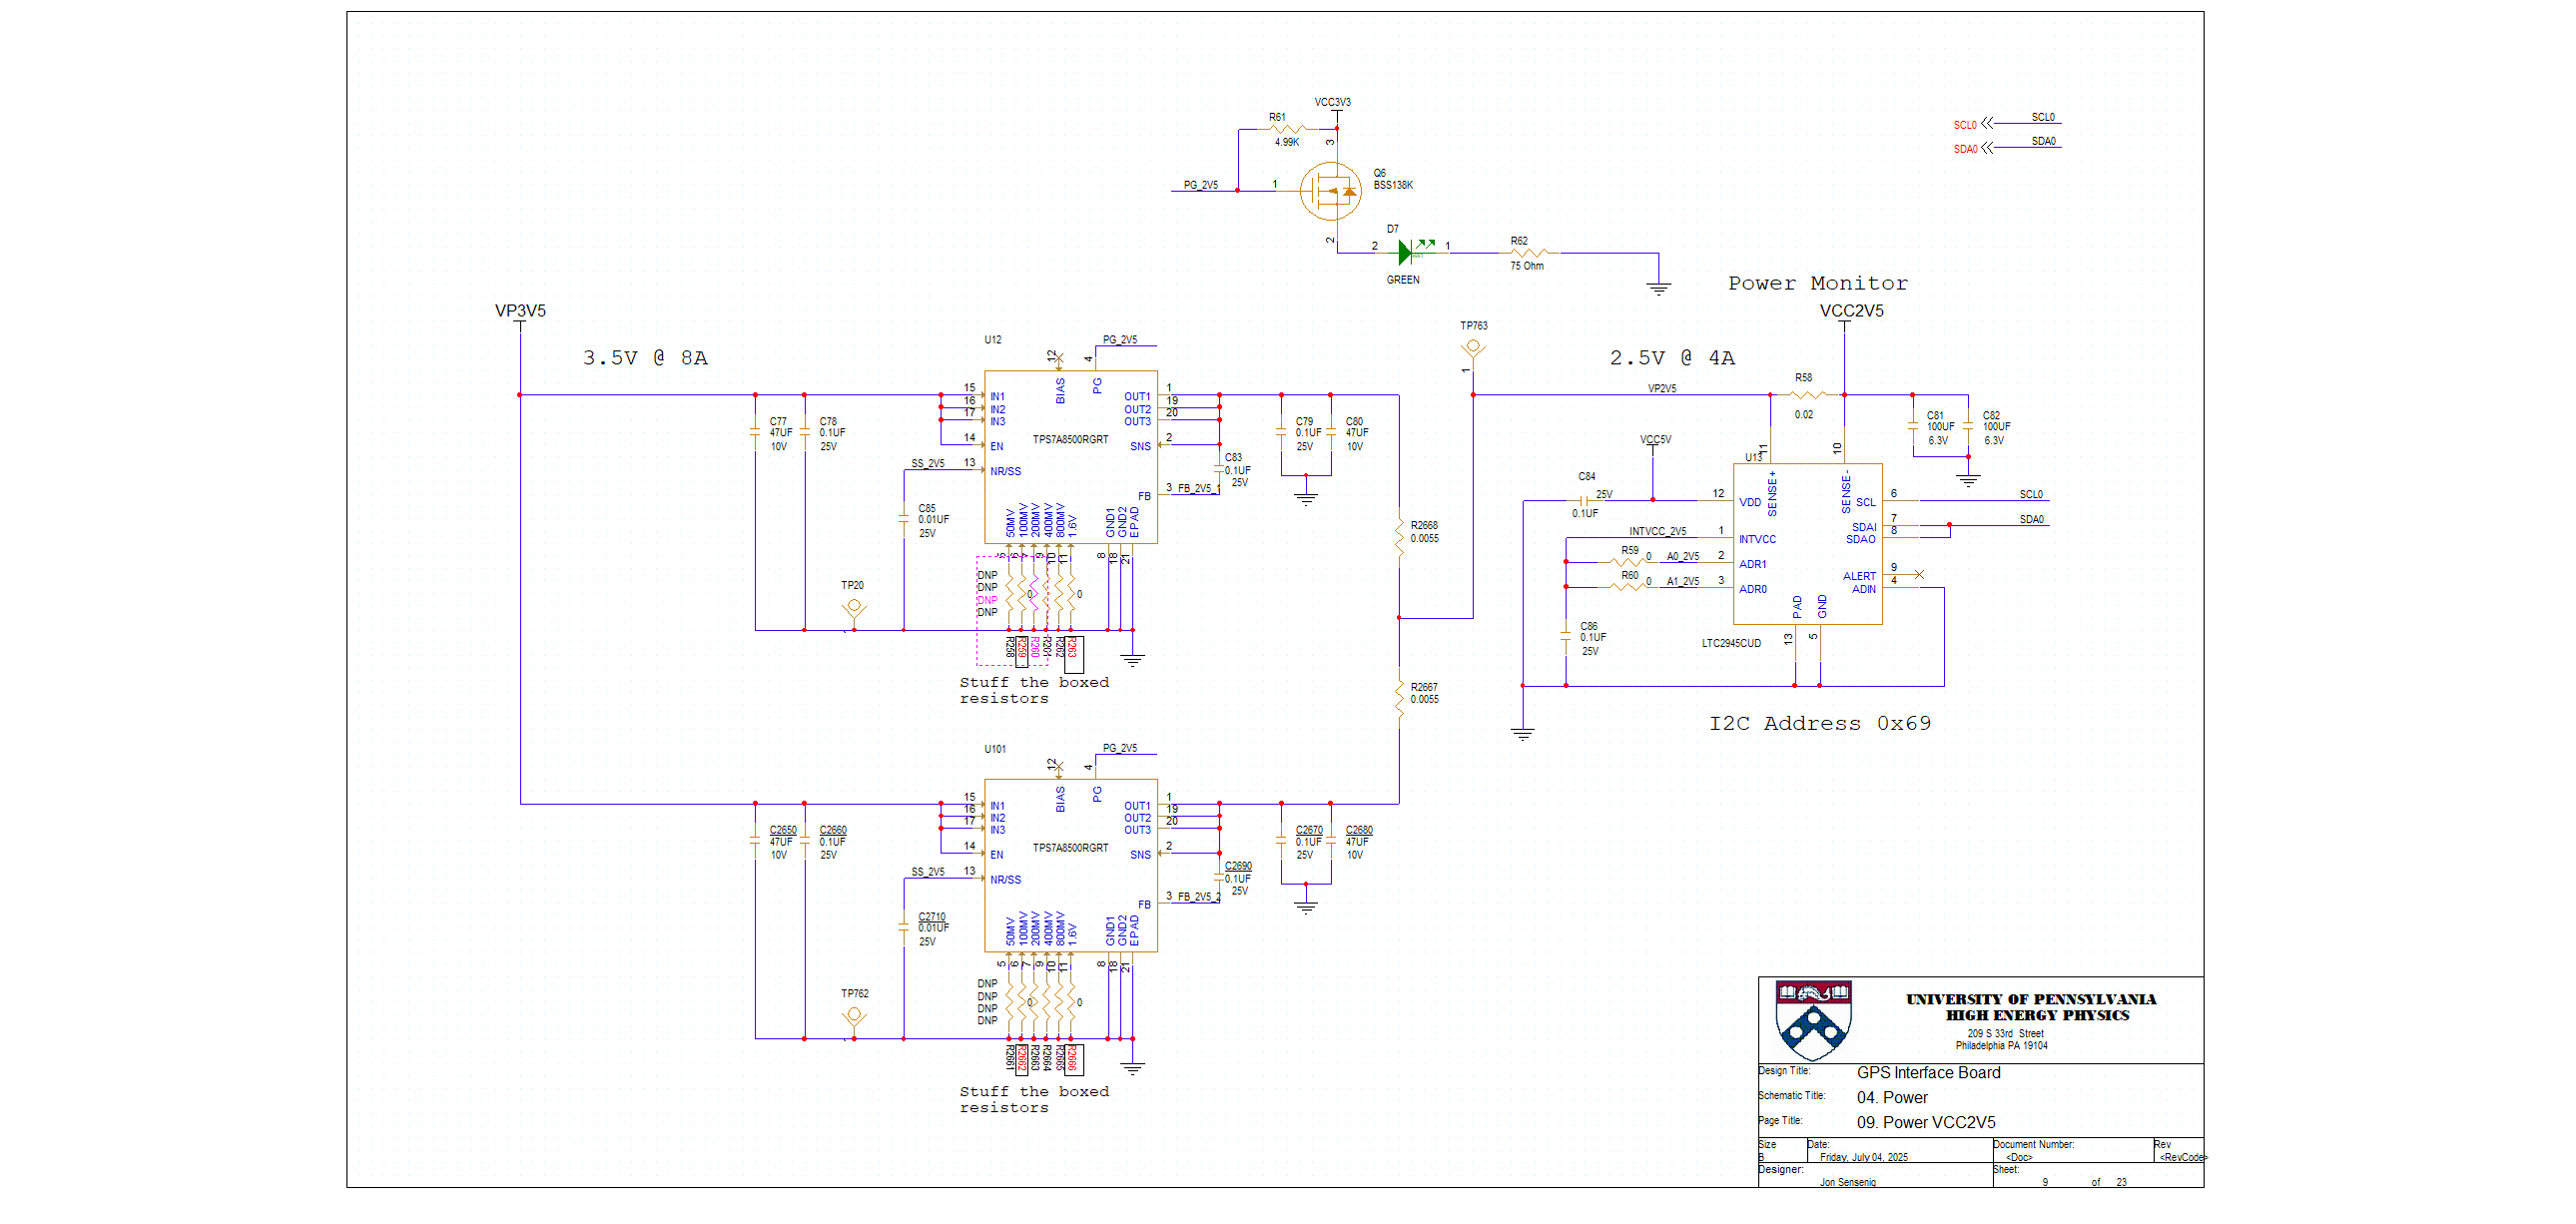 VCC3V3
R61
4.99K
3
PG_2V5
1
Q6
BSS138K
2
D7
2
1
GREEN
R62
75 Ohm
SCL0
SCL0
SDA0
SDA0
Power Monitor
VCC2V5
VP3V5
3.5V @ 8A
2.5V @ 4A
U12
12
4
PG_2V5
BIAS
PG
15
IN1
16
IN2
17
IN3
14
EN
SS_2V5
13
NR/SS
TPS7A8500RGRT
OUT1
1
OUT2
19
OUT3
20
SNS
2
FB
3
FB_2V5_1
50MV
100MV
200MV
400MV
800MV
1.6V
GND1
GND2
EPAD
8
18
21
C77
47UF
10V
C78
0.1UF
25V
C85
0.01UF
25V
TP20
C79
0.1UF
25V
C80
47UF
10V
C83
0.1UF
25V
DNP
DNP
DNP
DNP
0
0
R258
R259
R260
R261
R262
R263
Stuff the boxed
resistors
TP763
1
VP2V5
R58
0.02
C81
100UF
6.3V
C82
100UF
6.3V
VCC5V
C84
25V
0.1UF
U13
11
10
SENSE+
SENSE-
12
VDD
INTVCC_2V5
1
INTVCC
R59
0
A0_2V5
2
ADR1
R60
0
A1_2V5
3
ADR0
SCL
6
SCL0
SDAI
7
SDA0
SDAO
8
ALERT
9
ADIN
4
PAD
GND
13
5
LTC2945CUD
C86
0.1UF
25V
I2C Address 0x69
R2668
0.0055
R2667
0.0055
U101
12
4
PG_2V5
BIAS
PG
15
IN1
16
IN2
17
IN3
14
EN
SS_2V5
13
NR/SS
TPS7A8500RGRT
OUT1
1
OUT2
19
OUT3
20
SNS
2
FB
3
FB_2V5_2
50MV
100MV
200MV
400MV
800MV
1.6V
GND1
GND2
EPAD
5
6
7
9
10
11
8
18
21
C2650
47UF
10V
C2660
0.1UF
25V
C2710
0.01UF
25V
TP762
C2670
0.1UF
25V
C2680
47UF
10V
C2690
0.1UF
25V
DNP
DNP
DNP
DNP
0
0
R2661
R2662
R2663
R2664
R2665
R2666
Stuff the boxed
resistors
UNIVERSITY OF PENNSYLVANIA
HIGH ENERGY PHYSICS
209 S 33rd Street
Philadelphia PA 19104
Design Title:
GPS Interface Board
Schematic Title:
04. Power
Page Title:
09. Power VCC2V5
Size
B
Date:
Friday, July 04, 2025
Document Number:
<Doc>
Rev
<RevCode>
Designer:
Jon Sensenig
Sheet:
9 of 23